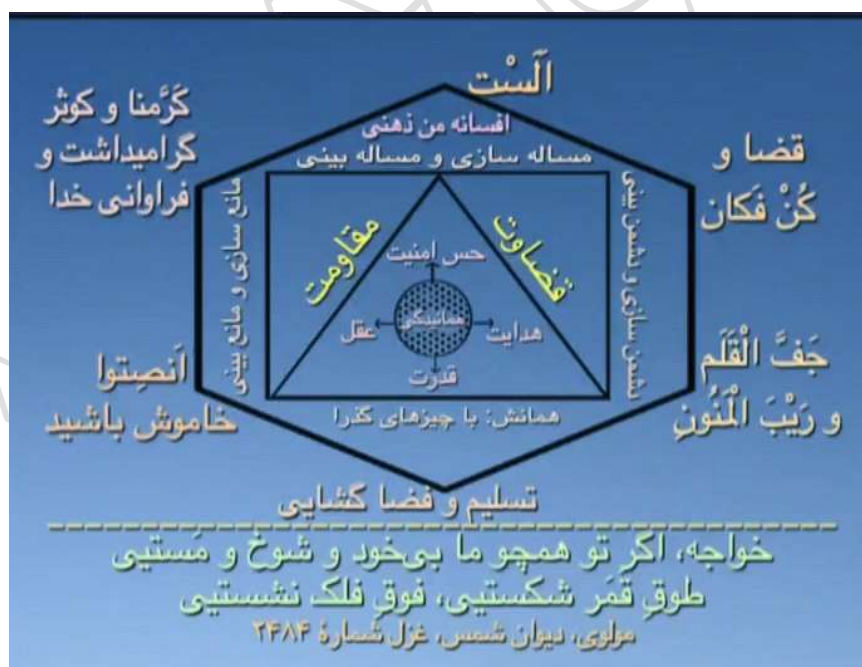 اَلَسْت
کَرَّمنا و کوثر
گرامیداشت و
فراوانی خدا
قضا و
کُنْ فَکان
افسانه من ذهنی
مساله سازی و مساله بینی
مانع سازی و مانع بینی
دشمن سازی و دشمن بینی
مقاومت
قضاوت
حس امنیت
عقل
همانیدگی
هدایت
قدرت
همانش: با چیزهای گذرا
اَنصِتوا
خاموش باشید
جَفَّ الْقَلَم
و رَیْبَ الْمَنُونِ
تسلیم و فضا گشایی
خواجه، اگر تو همچو ما بی‌خود و شوخ و مَستیی
طوقِ قَمَر شکستیی، فوقِ فلک نشستیی
مولوی، دیوان شمس، غزل شمارهٔ ۲۴۸۴